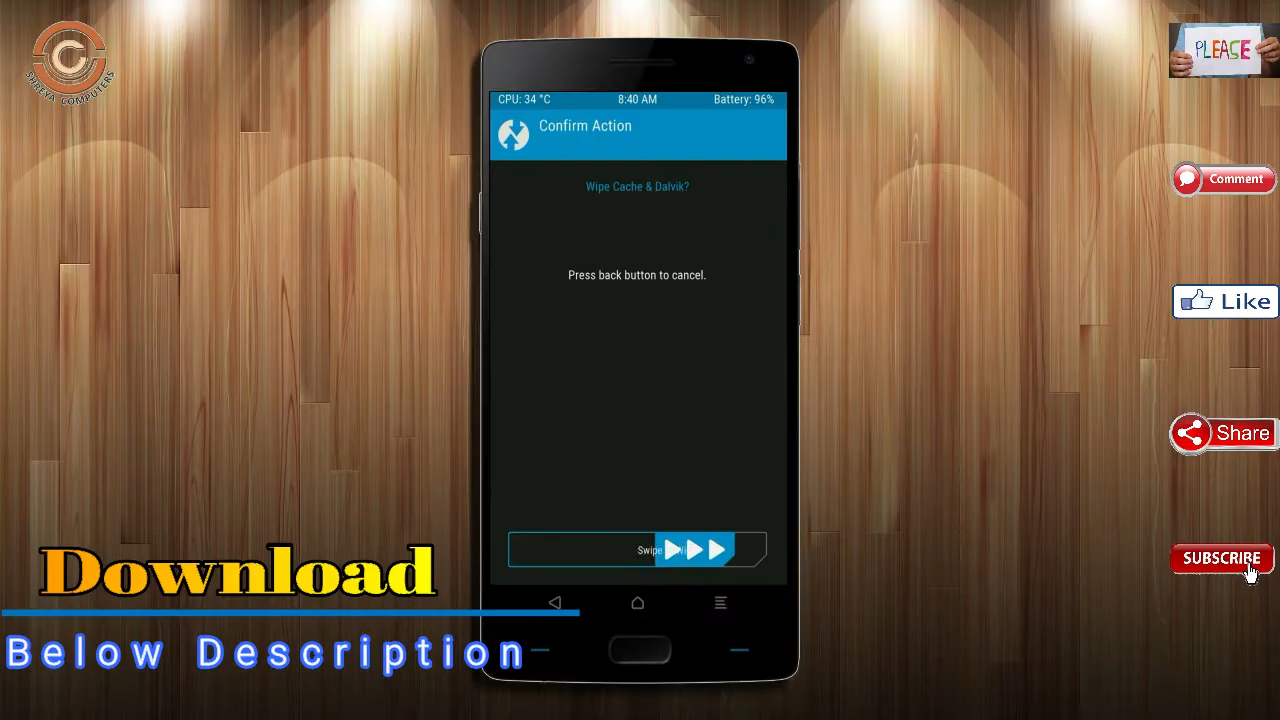 SHREYA COMPUTERS
PLEASE
CPU: 34 °C
8:40 AM
Battery: 96%
Confirm Action
Wipe Cache & Dalvik?
Press back button to cancel.
Swipe
Comment
Like
Share
SUBSCRIBE
Download
Below Description